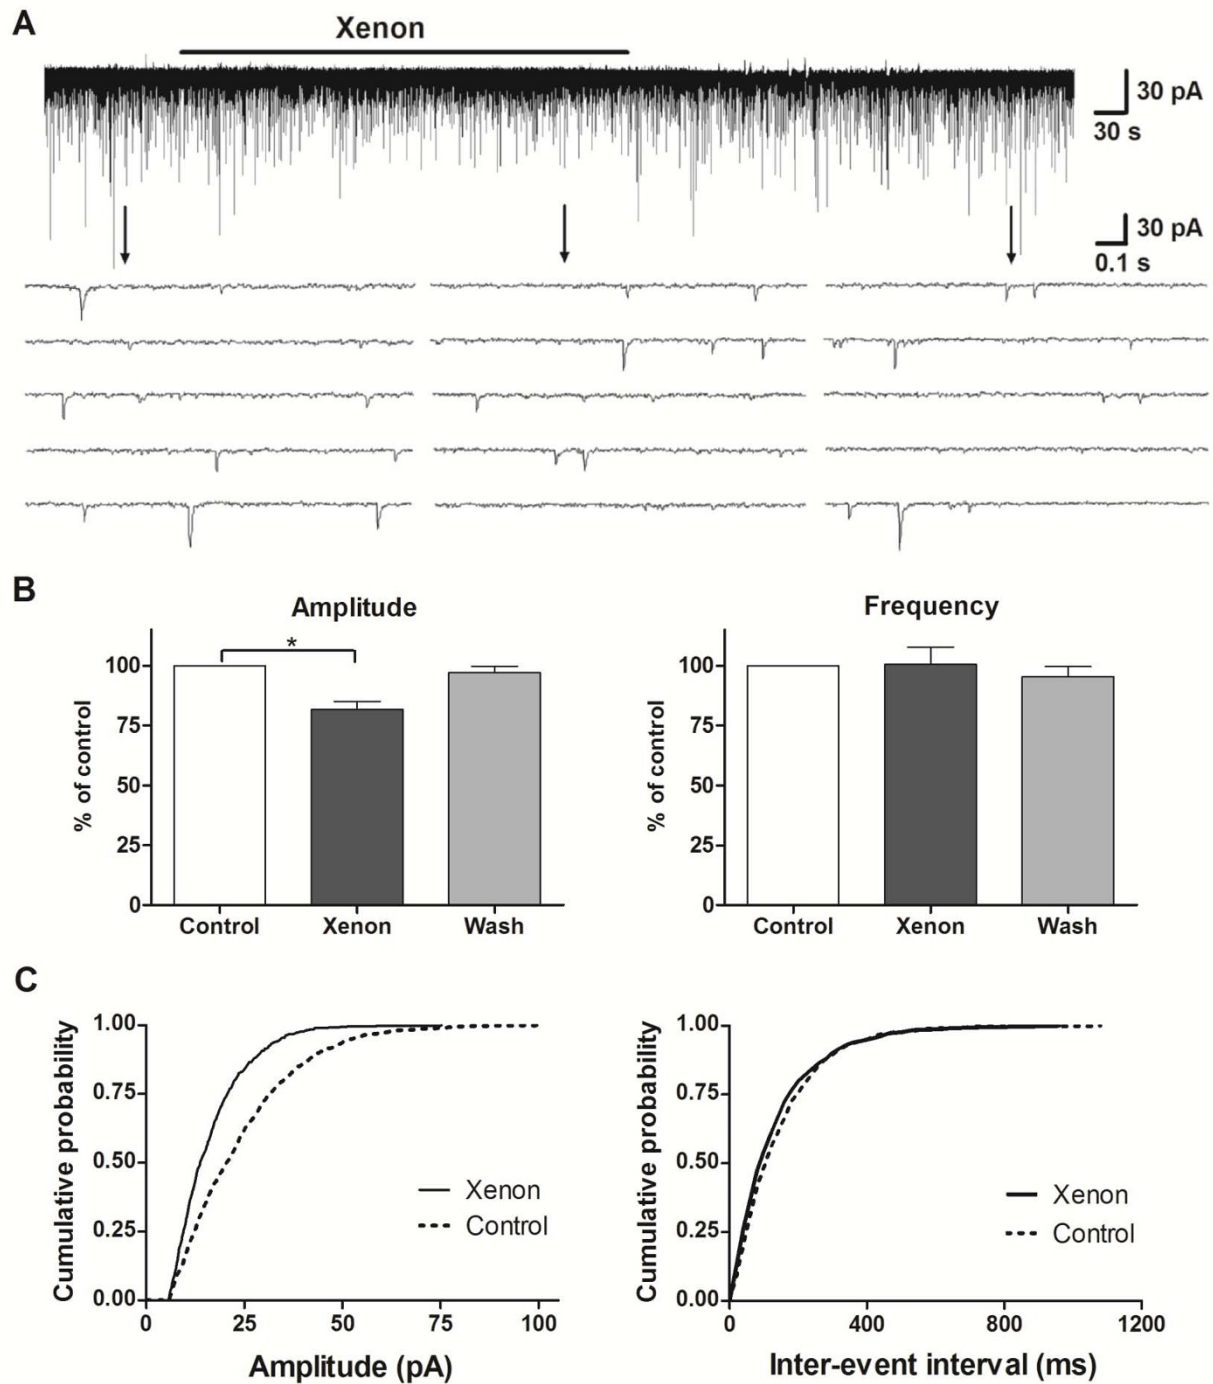 A
Xenon
30 pA
30 s
30 pA
0.1 s
B
Amplitude
Frequency
*
% of control
100
75
50
25
0
Control Xenon Wash
% of control
100
75
50
25
0
Control Xenon Wash
C
Cumulative probability
1.00
0.75
0.50
0.25
0.00
Xenon
Control
0 25 50 75 100
Amplitude (pA)
Cumulative probability
1.00
0.75
0.50
0.25
0.00
Xenon
Control
0 400 800 1200
Inter-event interval (ms)